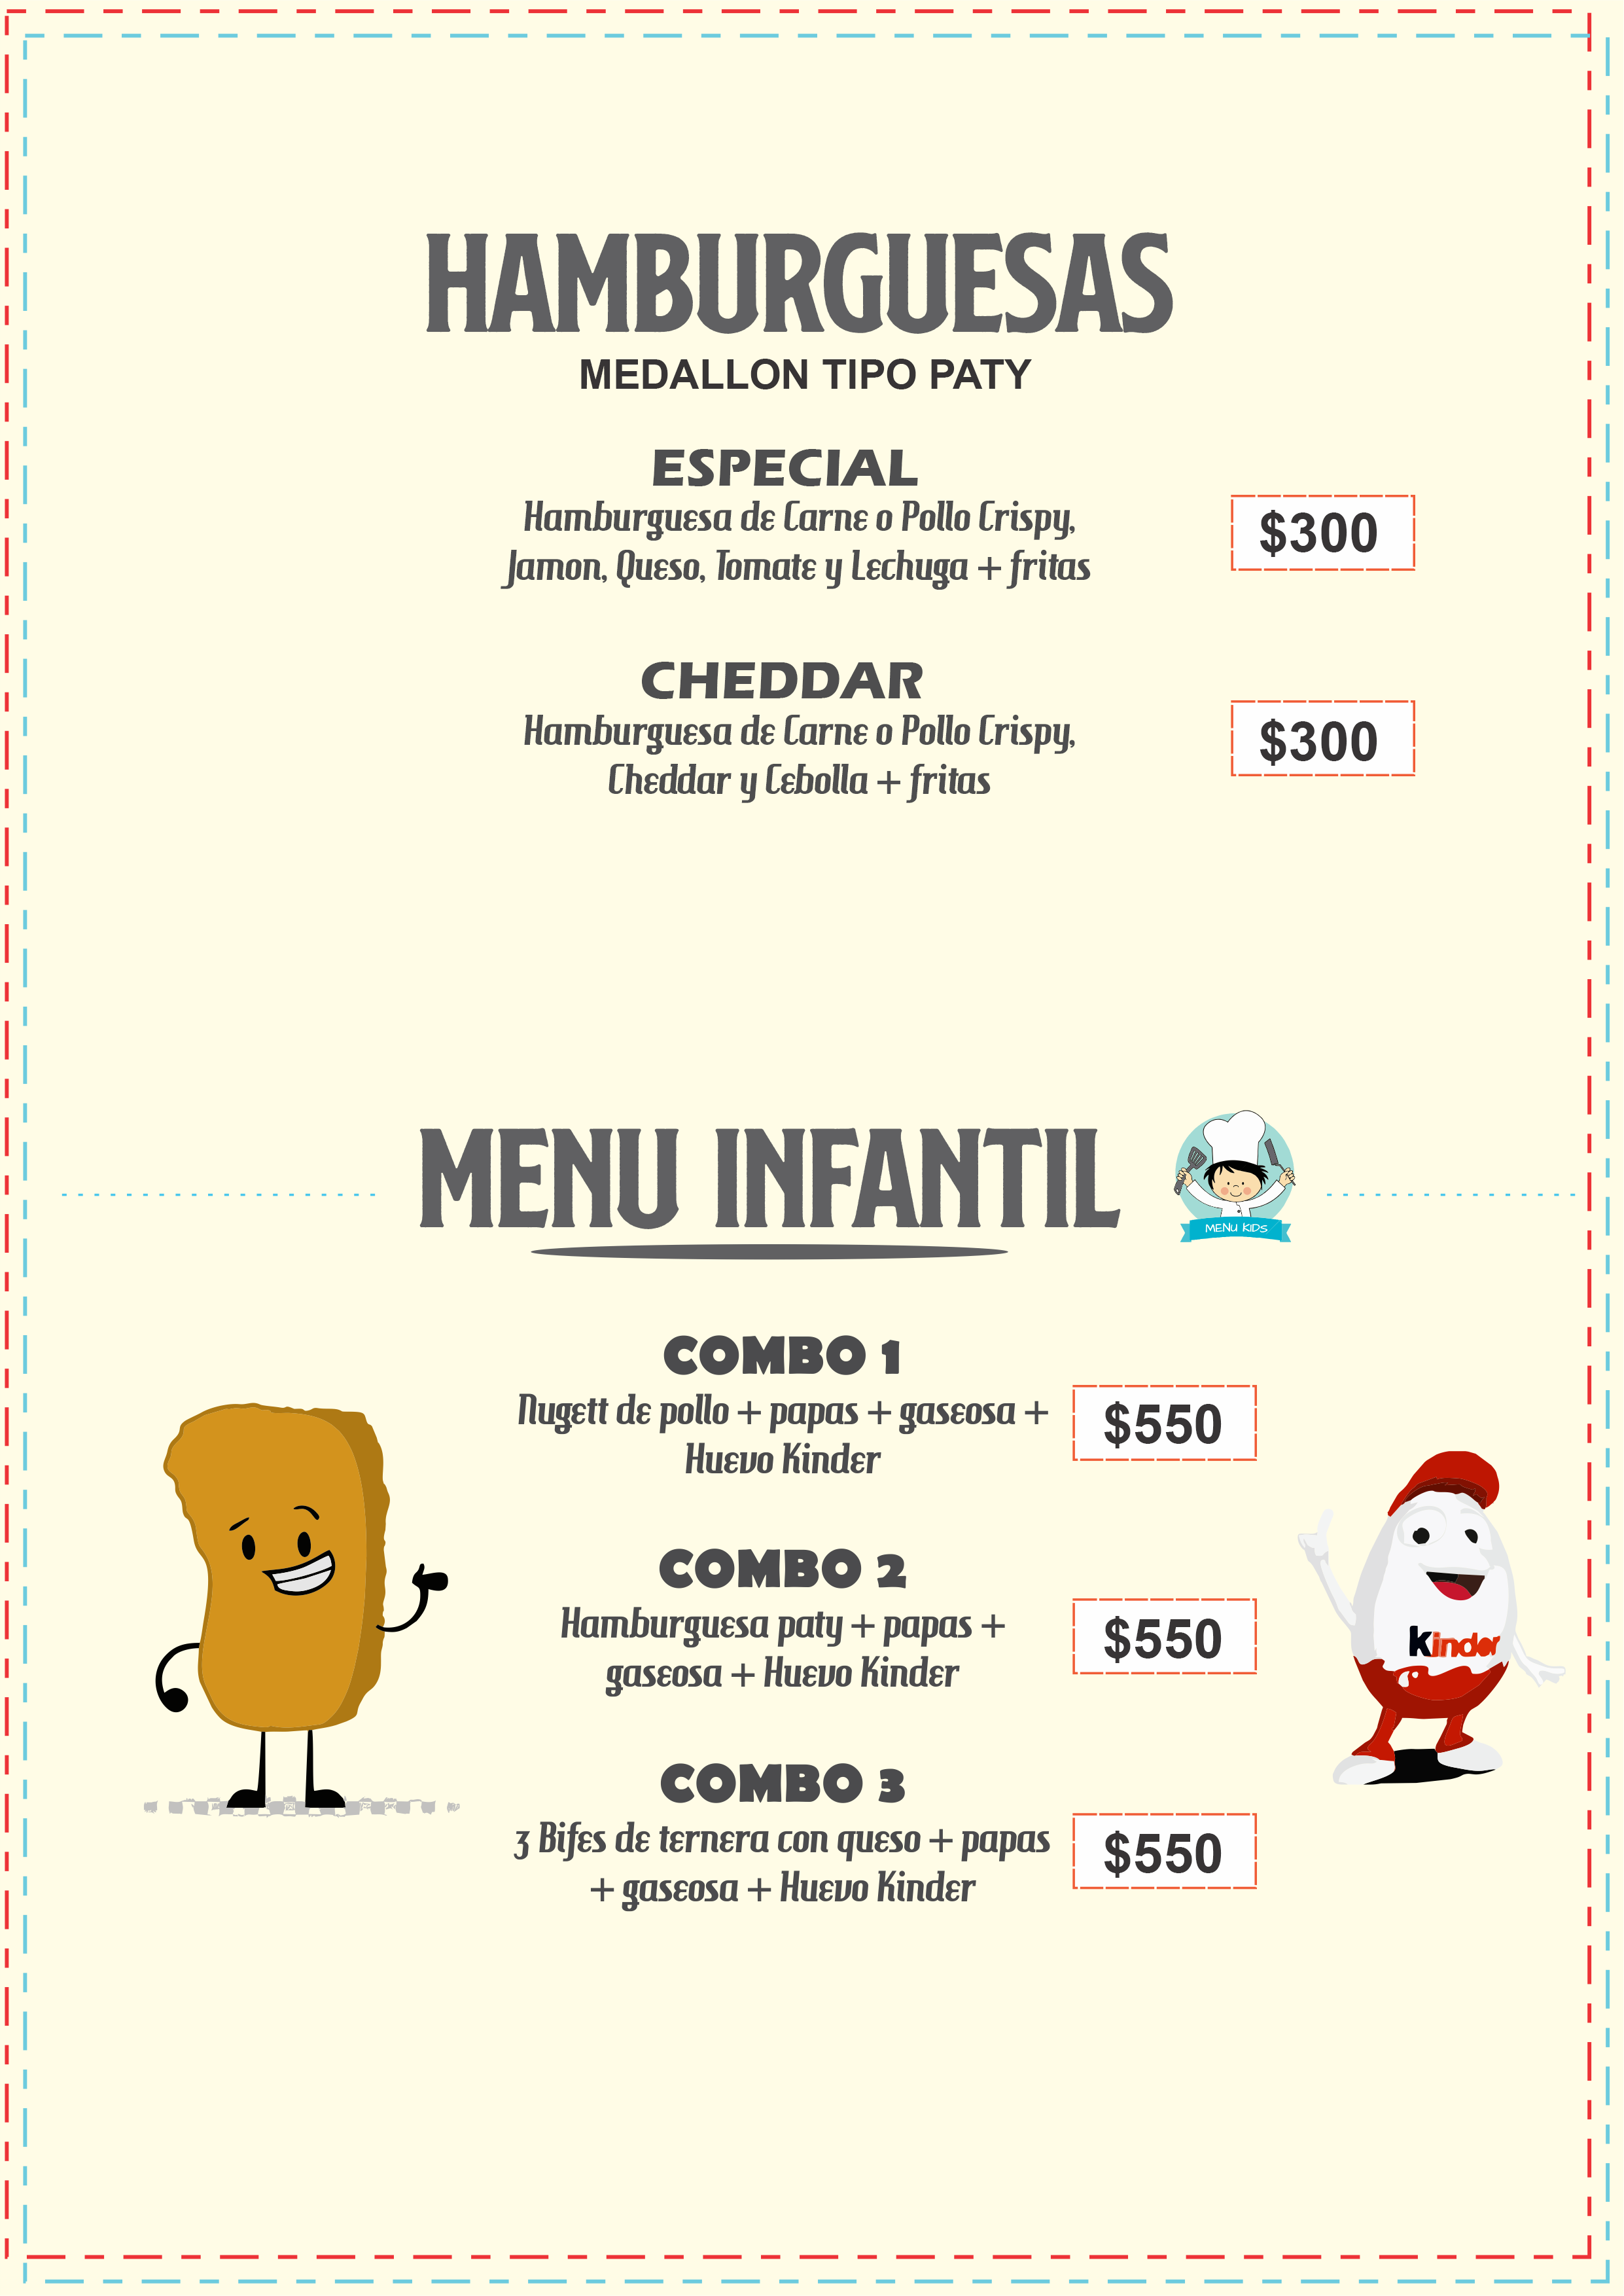 HAMBURGUESAS
MEDALLON TIPO PATY
ESPECIAL
Hamburguesa de Carne o Pollo Crispy,
Jamon, Queso, Tomate y Lechuga + fritas
$300
CHEDDAR
Hamburguesa de Carne o Pollo Crispy,
Cheddar y Cebolla + fritas
$300
MENU INFANTIL
MENU KIDS
COMBO 1
Nugett de pollo + papas + gaseosa +
Huevo Kinder
$550
COMBO 2
Hamburguesa paty + papas +
gaseosa + Huevo Kinder
$550
kinder
COMBO 3
3 Bifes de ternera con queso + papas
+ gaseosa + Huevo Kinder
$550